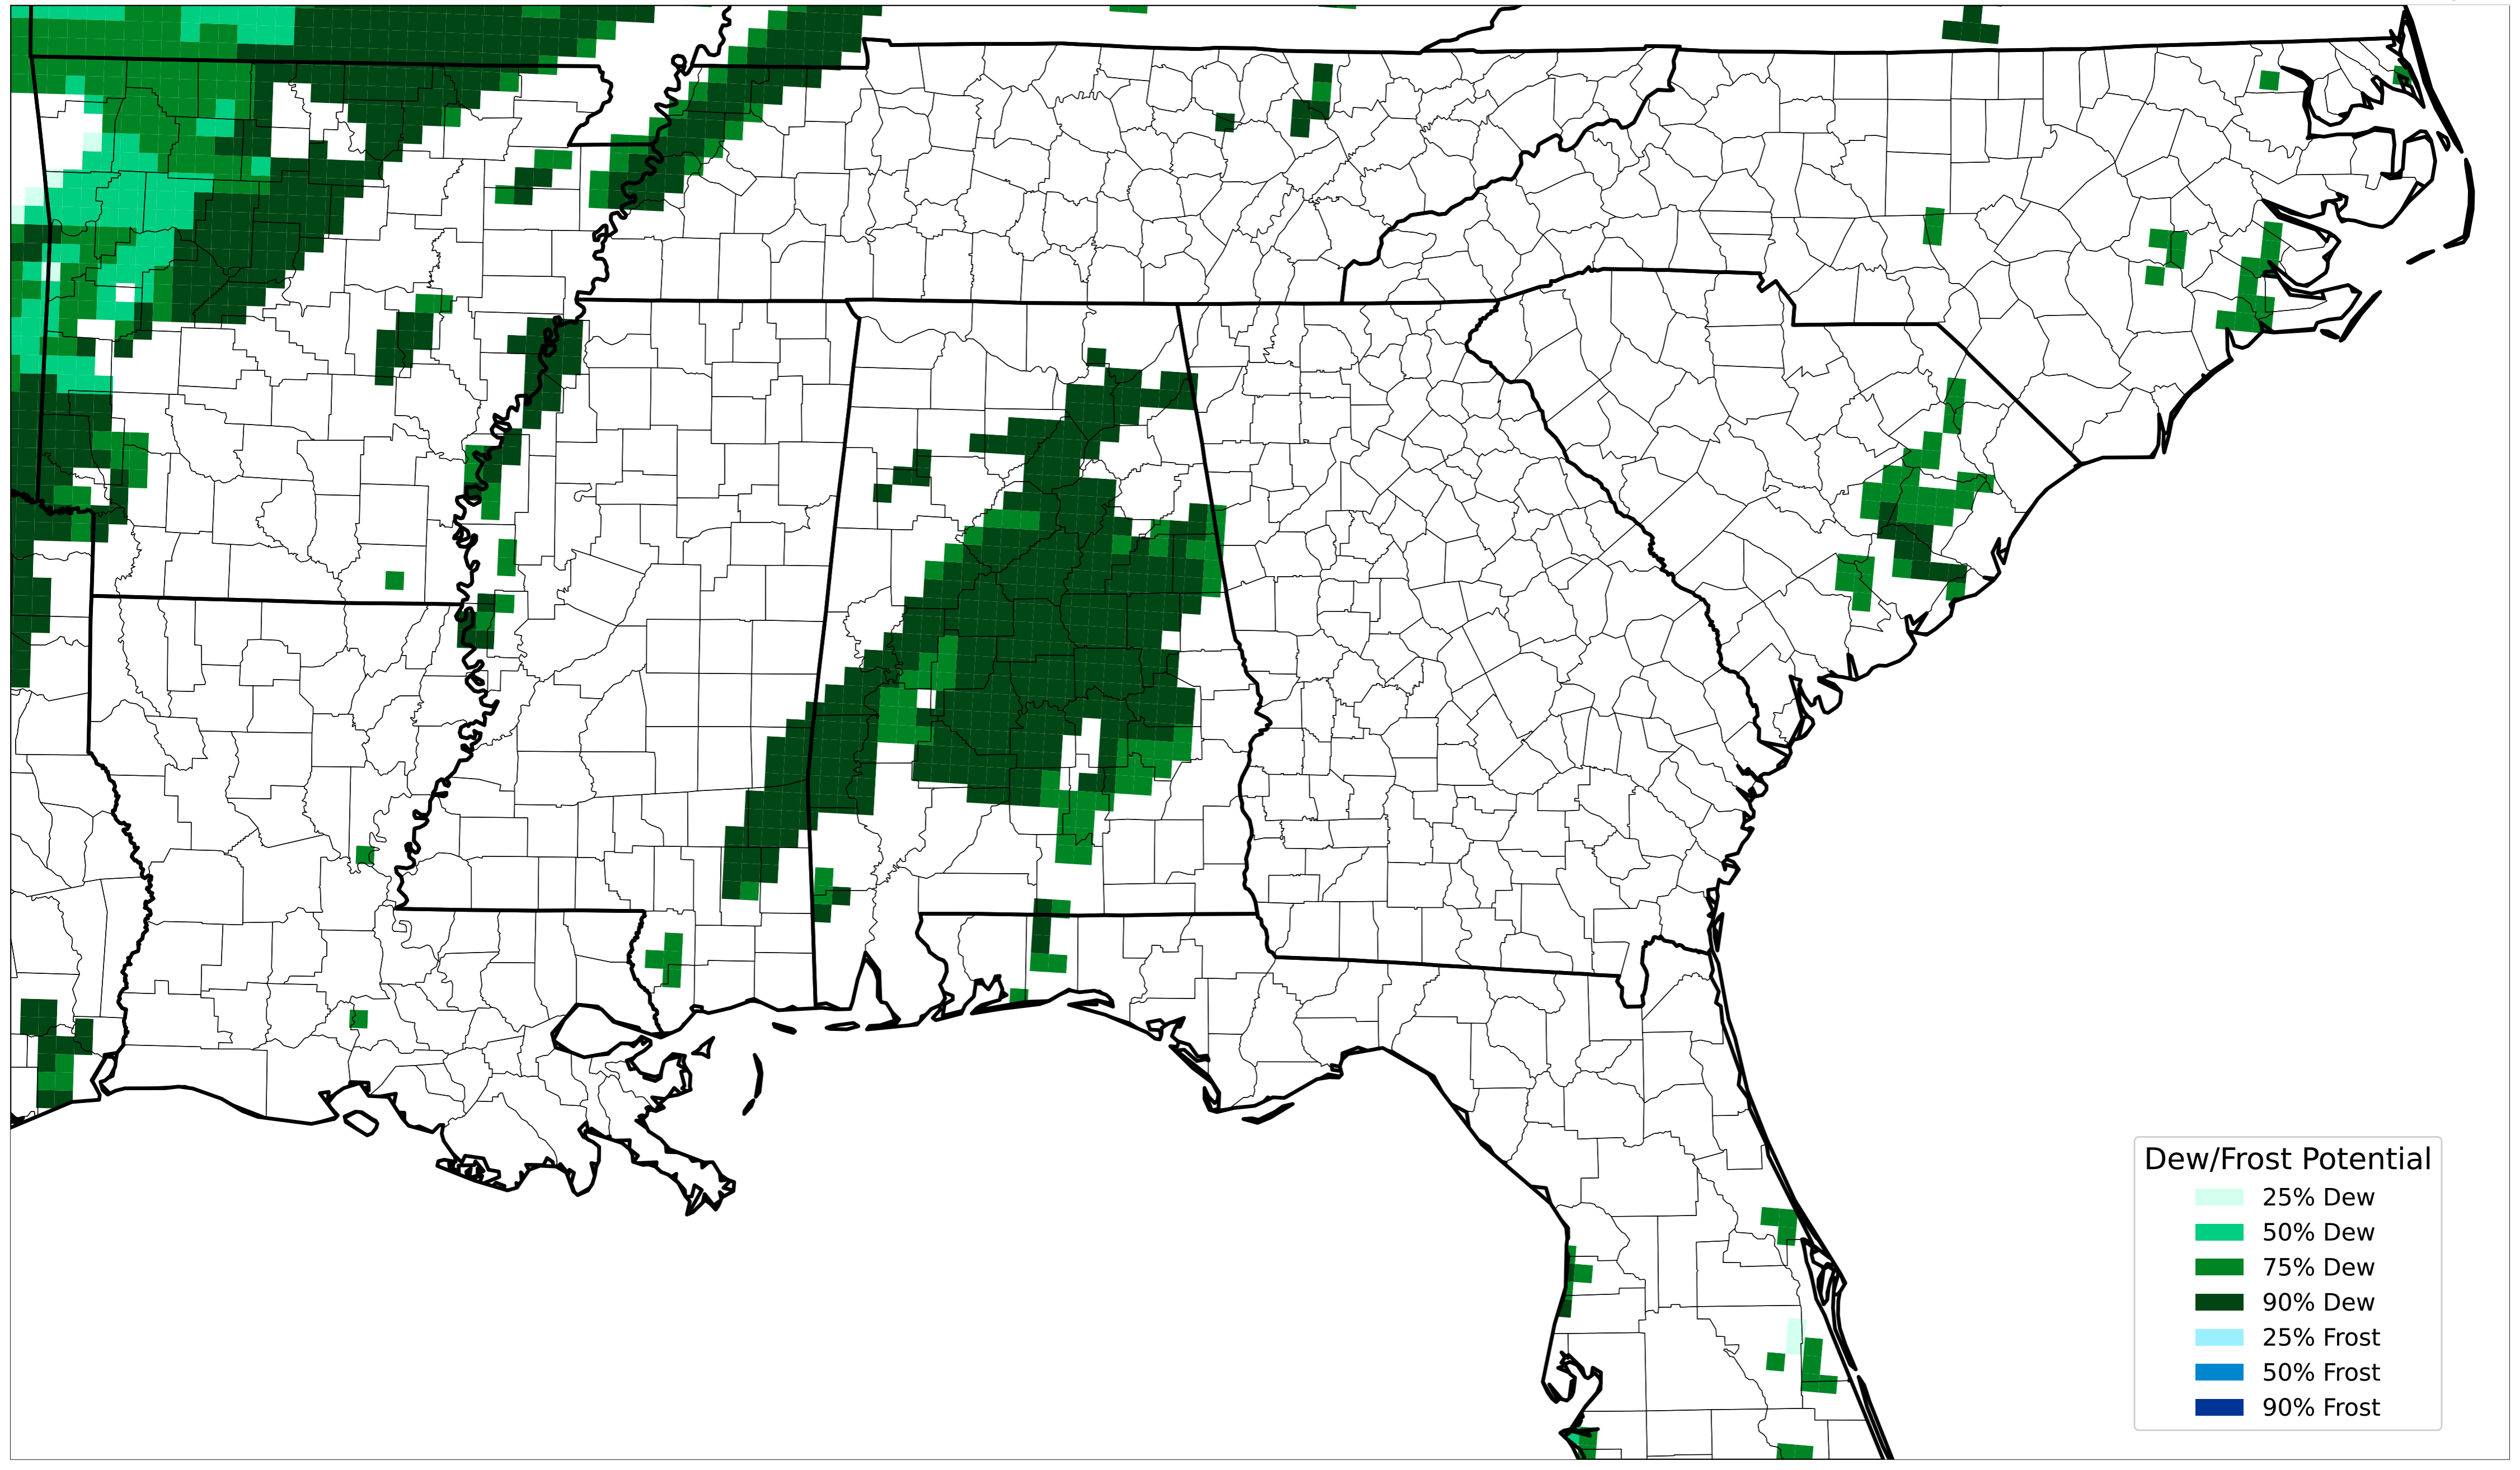 Dew/Frost Potential
25% Dew
50% Dew
75% Dew
90% Dew
25% Frost
50% Frost
90% Frost